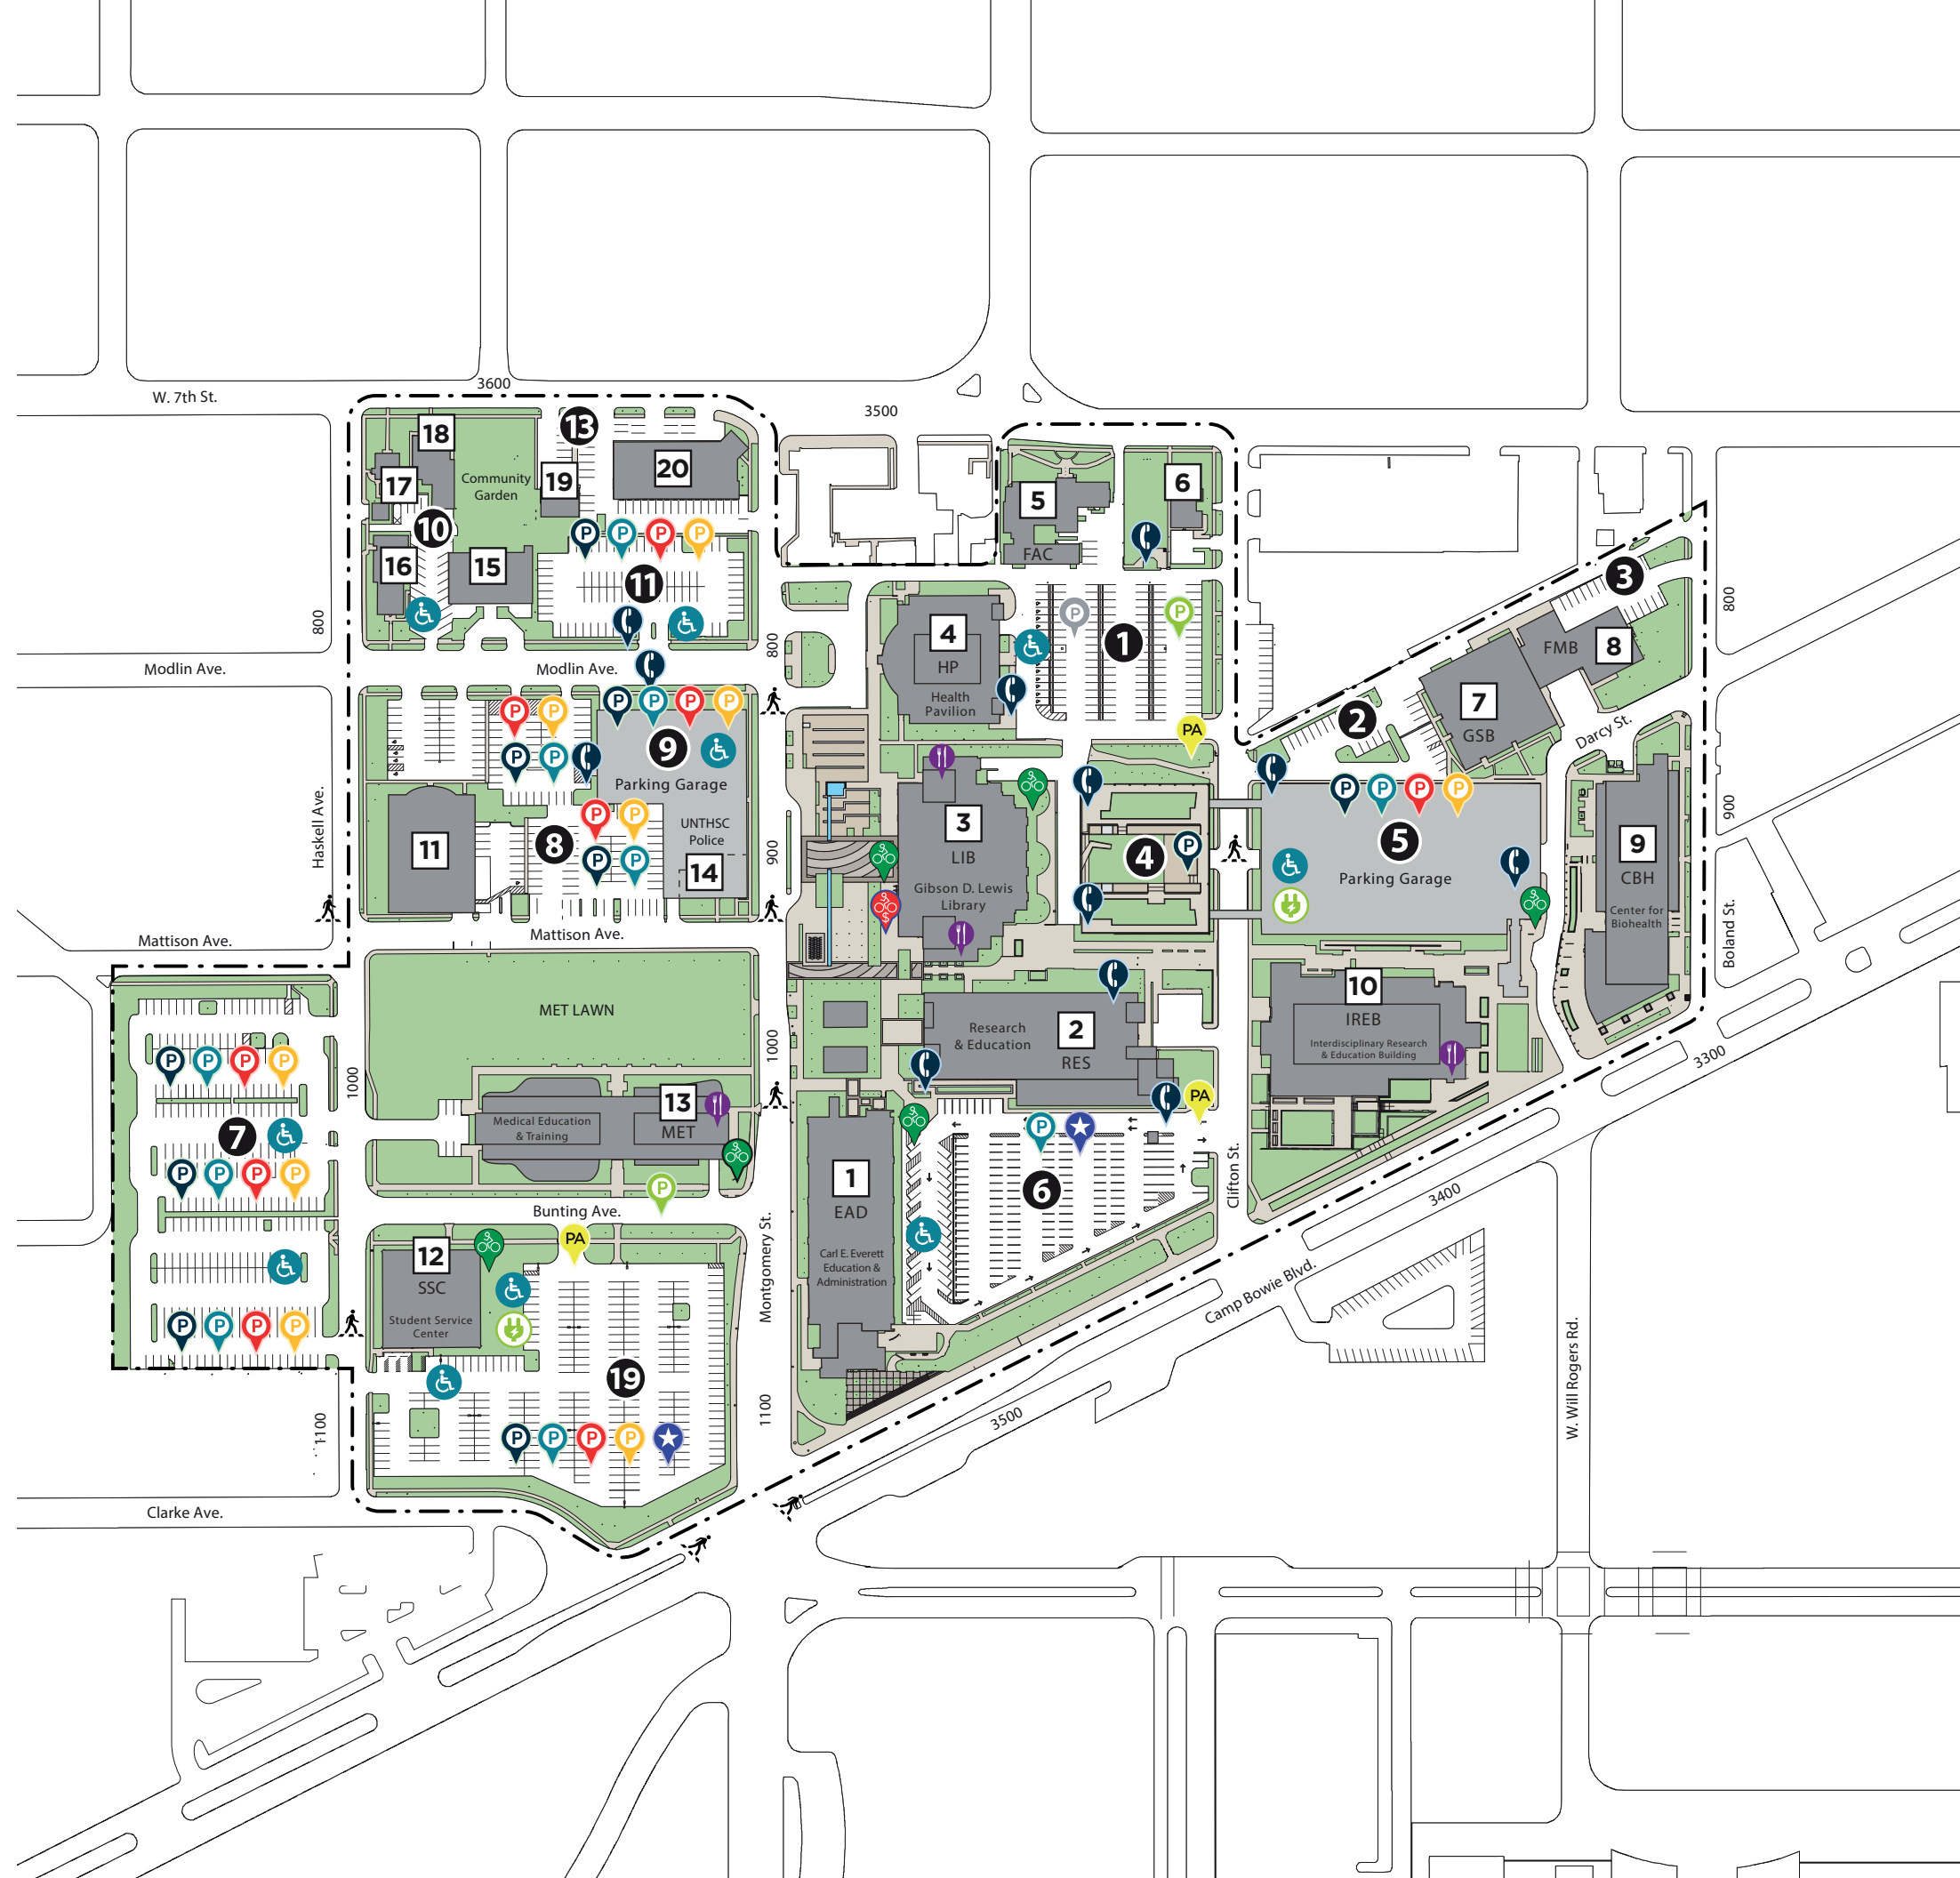 3600
W. 7th St.
3500
18
13
20
17
Community
Garden
19
5
6
10
FAC
16
15
P
P
P
P
11
3
800
800
800
4
HP
Health
Pavilion
P
P
1
FMB
8
Modlin Ave.
Modlin Ave.
P
P
P
P
P
P
9
7
GSB
2
PA
Darcy St.
P
P
Parking Garage
P
P
P
P
Haskell Ave.
11
8
P
P
P
P
UNTHSC
Police
14
900
3
LIB
Gibson D. Lewis
Library
4
P
5
Parking Garage
9
CBH
Center for
Biohealth
900
Boland St.
Mattison Ave.
Mattison Ave.
MET LAWN
1000
1000
Research
& Education
2
RES
10
IREB
Interdisciplinary Research
& Education Building
3300
P
P
P
P
7
P
P
P
P
P
P
P
P
Medical Education
& Training
13
MET
P
Bunting Ave.
PA
P
PA
1
EAD
Carl E. Everett
Education &
Administration
6
Clifton St.
3400
Camp Bowie Blvd.
12
SSC
Student Service
Center
Montgomery St.
19
P
P
P
P
1100
1100
3500
W. Will Rogers Rd.
Clarke Ave.
$